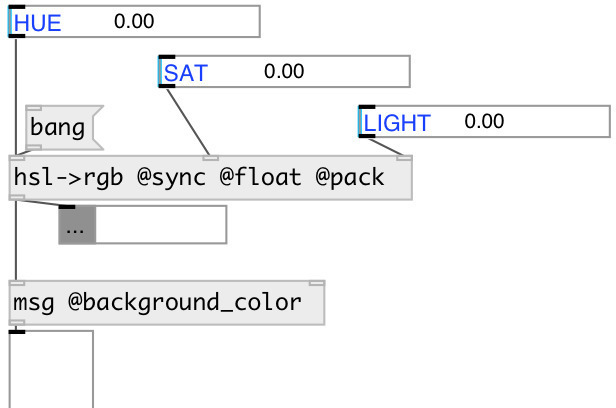 HUE 0.00
SAT 0.00
LIGHT 0.00
bang
hsl->rgb @sync @float @pack
...
msg @background_color